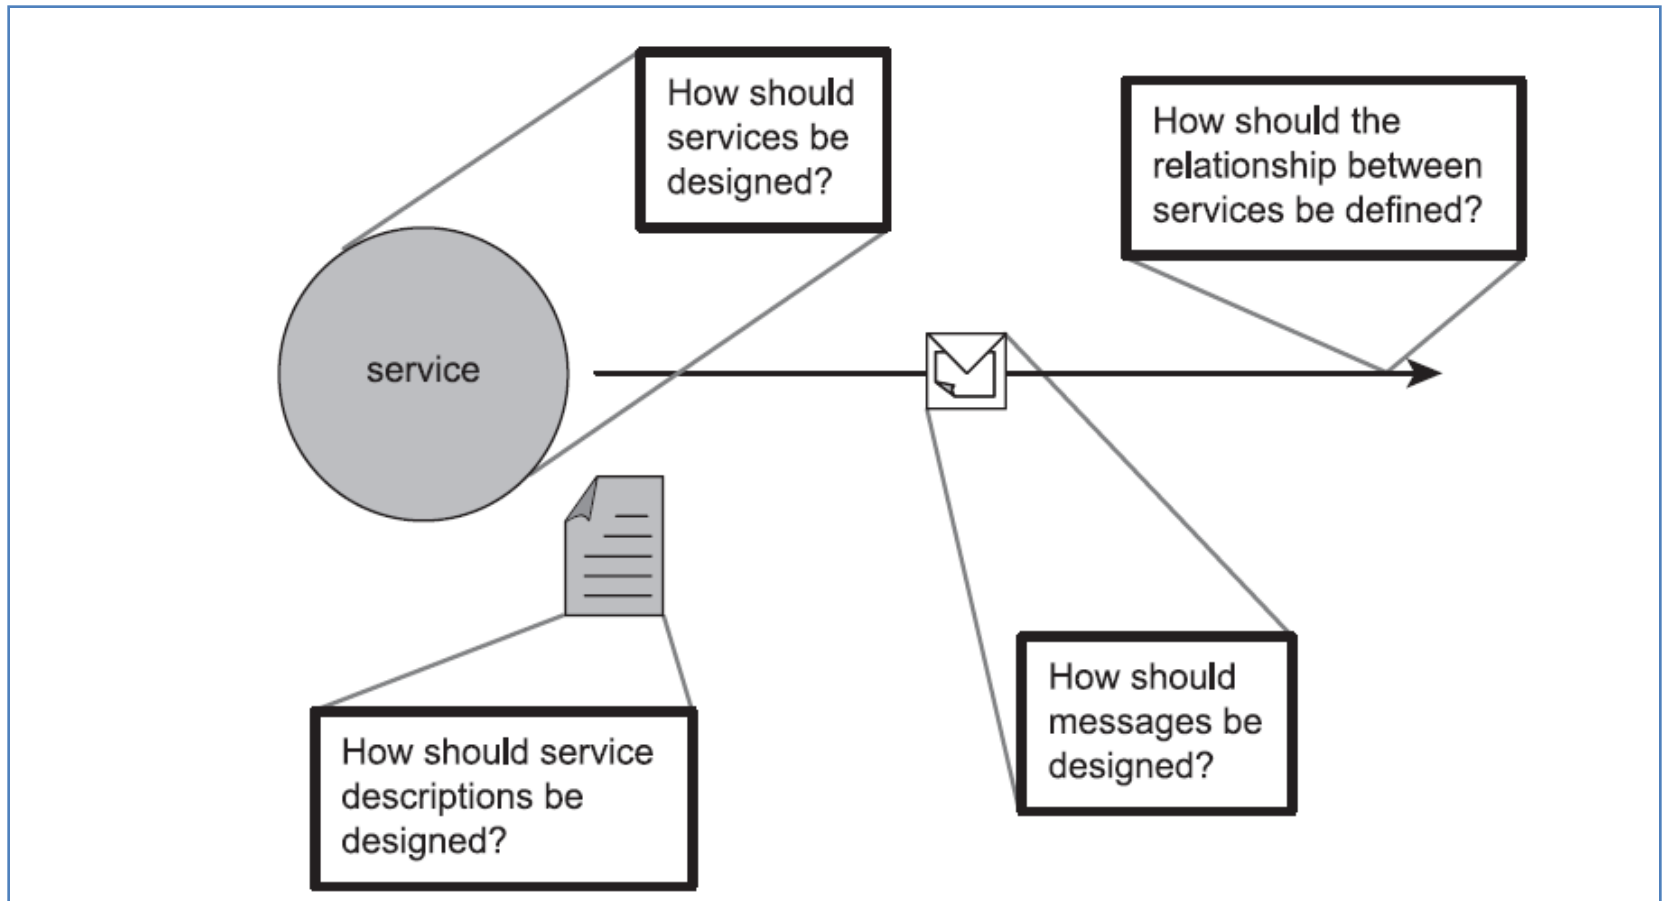 How should
services be
designed?
How should the
relationship between
services be defined?
service
How should
messages be
designed?
How should service
descriptions be
designed?